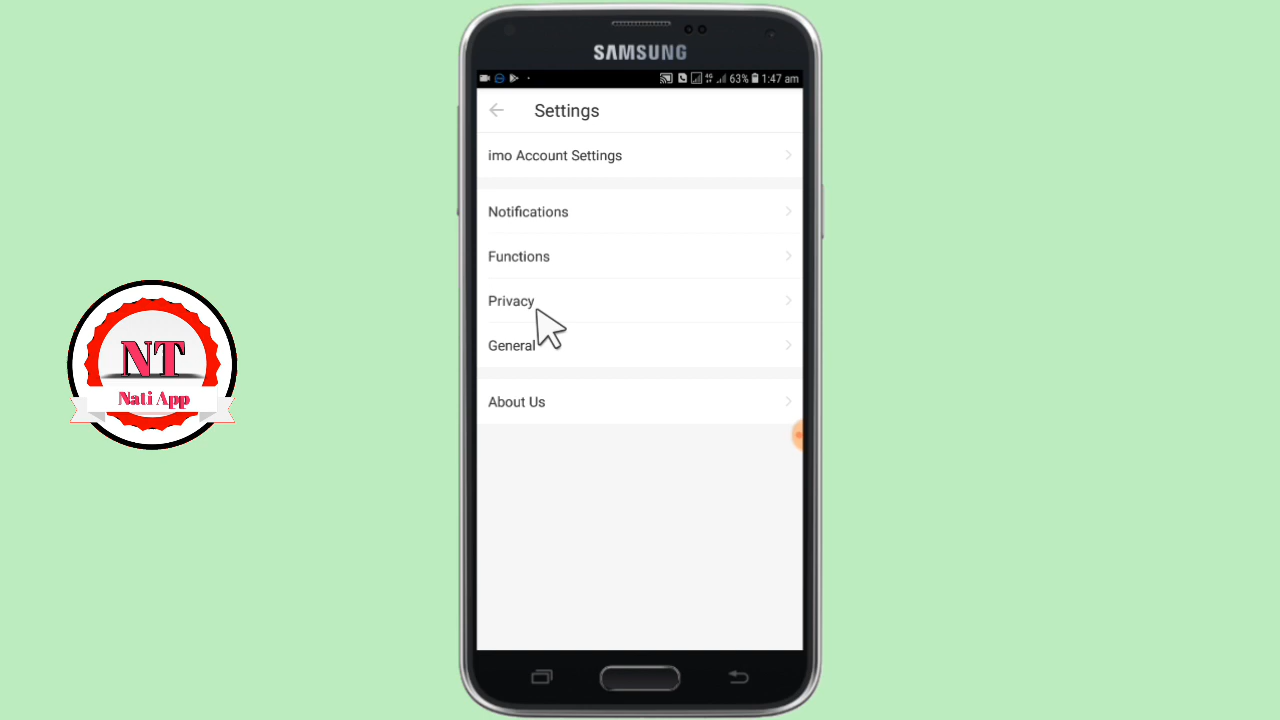 SAMSUNG
63% 1:47 am
Settings
imo Account Settings
Notifications
Functions
Privacy
General
About Us
NT
Nati App